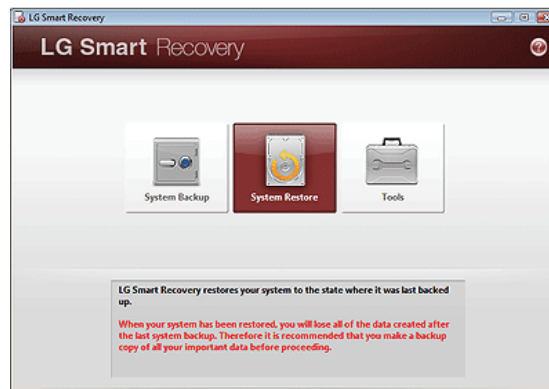 LG Smart Recovery
LG Smart Recovery
System Backup
System Restore
Tools
LG Smart Recovery restores your system to the state where it was last backed
up.
When your system has been restored, you will lose all of the data created after
the last system backup. Therefore it is recommended that you make a backup
copy of all your important data before proceeding.